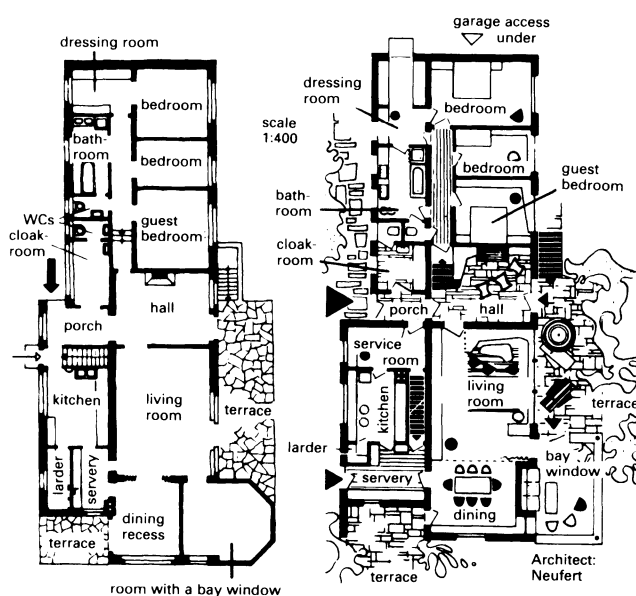 dressing room
bedroom
bath-
room
bedroom
WCs
cloak-
room
guest
bedroom
hall
porch
kitchen
living
room
terrace
larder
servery
dining
recess
terrace
room with a bay window
garage access
under
dressing
room
scale
1:400
bedroom
bedroom
guest
bedroom
bath-
room
cloak-
room
porch
hall
service
room
kitchen
living
room
terrace
larder
bay
window
servery
dining
terrace
Architect:
Neufert